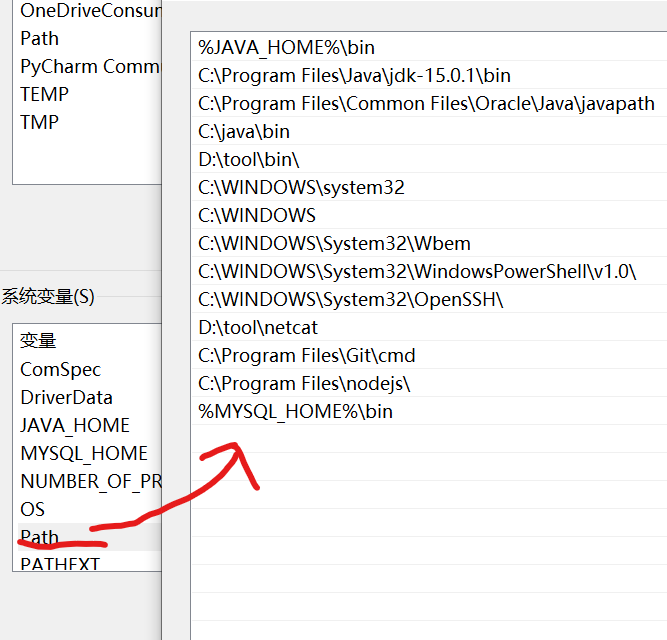 OneDriveConsun
Path
PyCharm Commu
TEMP
TMP
系统变量(S)
变量
ComSpec
DriverData
JAVA_HOME
MYSQL_HOME
NUMBER_OF_PR
OS
Path
PATHEXT
%JAVA_HOME%\bin
C:\Program Files\Java\jdk-15.0.1\bin
C:\Program Files\Common Files\Oracle\Java\javapath
C:\java\bin
D:\tool\bin\
C:\WINDOWS\system32
C:\WINDOWS
C:\WINDOWS\System32\Wbem
C:\WINDOWS\System32\WindowsPowerShell\v1.0\
C:\WINDOWS\System32\OpenSSH\
D:\tool\netcat
C:\Program Files\Git\cmd
C:\Program Files\nodejs\
%MYSQL_HOME%\bin